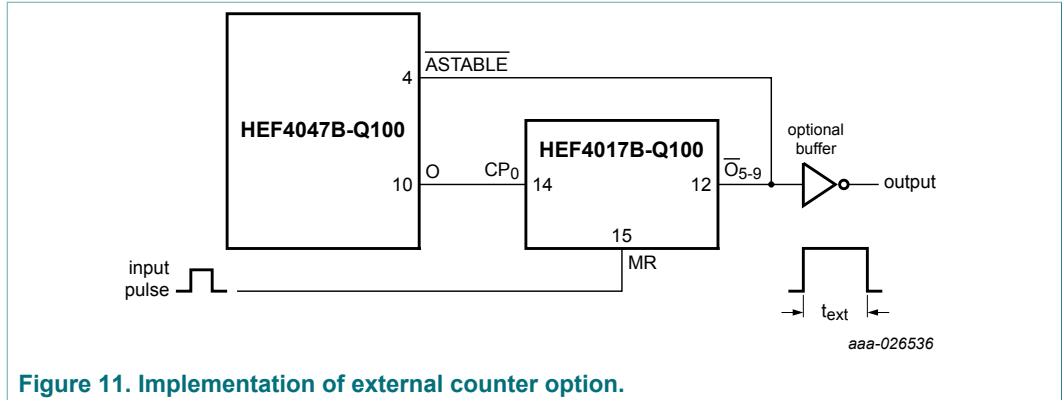 ASTABLE
4
HEF4047B-Q100
10
O
CP0
14
HEF4017B-Q100
12
O5-9
15
MR
optional
buffer
output
input
pulse
text
aaa-026536
Figure 11. Implementation of external counter option.